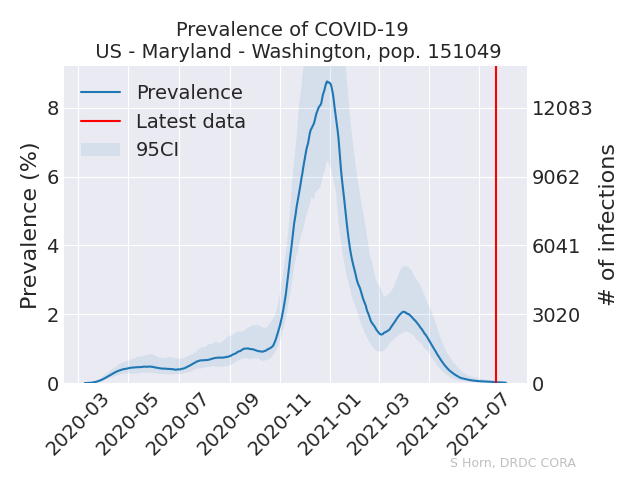 Prevalence of COVID-19
US - Maryland - Washington, pop. 151049
Prevalence
Latest data
95CI
Prevalence (%)
8
6
4
2
0
12083
9062
6041
3020
0
# of infections
2020-03
2020-05
2020-07
2020-09
2020-11
2021-01
2021-03
2021-05
2021-07
S Horn, DRDC CORA